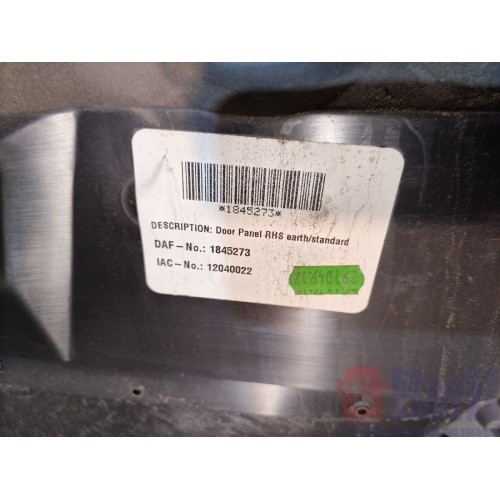 *1845273*
DESCRIPTION: Door Panel RHS earth/standard
DAF-No.: 1845273
IAC-No.: 12040022